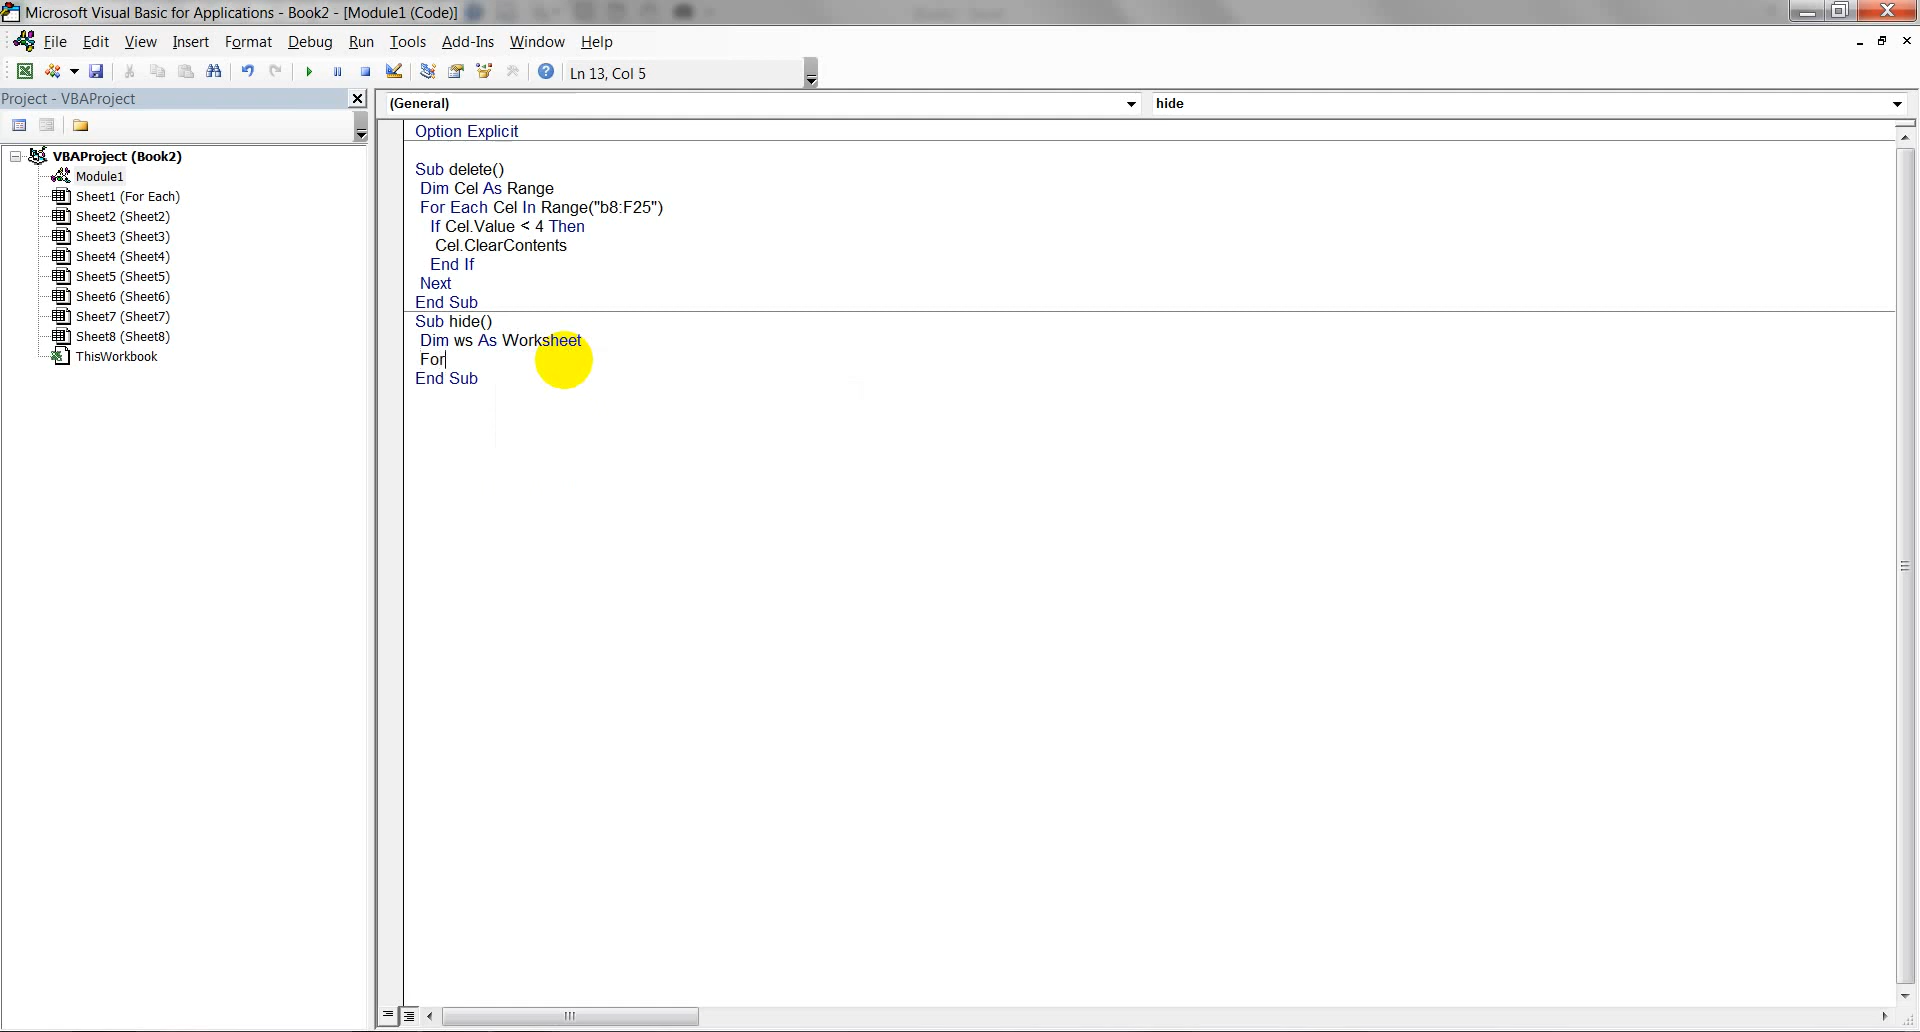 Microsoft Visual Basic for Applications - Book2 - [Module1 (Code)]
File Edit View Insert Format Debug Run Tools Add-Ins Window Help
Ln 13, Col 5
Project - VBAProject
(General) hide
VBAProject (Book2)
Module1
Sheet1 (For Each)
Sheet2 (Sheet2)
Sheet3 (Sheet3)
Sheet4 (Sheet4)
Sheet5 (Sheet5)
Sheet6 (Sheet6)
Sheet7 (Sheet7)
Sheet8 (Sheet8)
ThisWorkbook
Option Explicit
Sub delete()
Dim Cel As Range
For Each Cel In Range("b8:F25")
If Cel.Value < 4 Then
Cel.ClearContents
End If
Next
End Sub
Sub hide()
Dim ws As Worksheet
For
End Sub